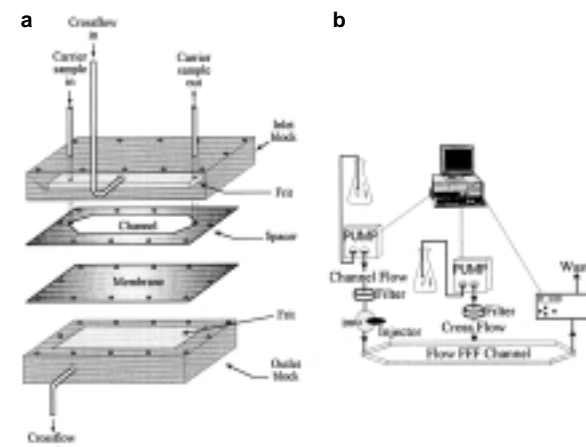 a
Crossflow
in
Carrier
sample
in
Carrier
sample
out
Inlet
block
Frit
Channel
Spacer
Membrane
Frit
Outlet
block
Crossflow
b
PUMP
Channel Flow
Filter
Injector
PUMP
Filter
Cross Flow
Flow FFF Channel